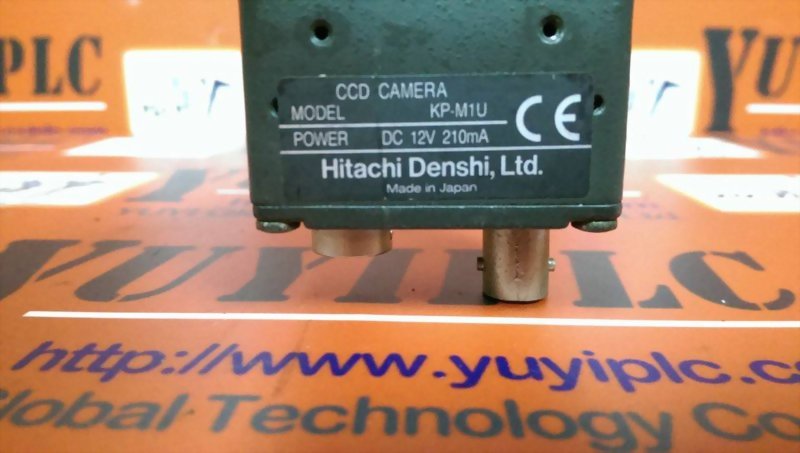 YUYIPLC
CCD CAMERA
MODEL KP-M1U
POWER DC 12V 210mA
CE
Hitachi Denshi, Ltd.
Made in Japan
YUYIPLC
http://www.yuyiplc.c
Global Technology Co